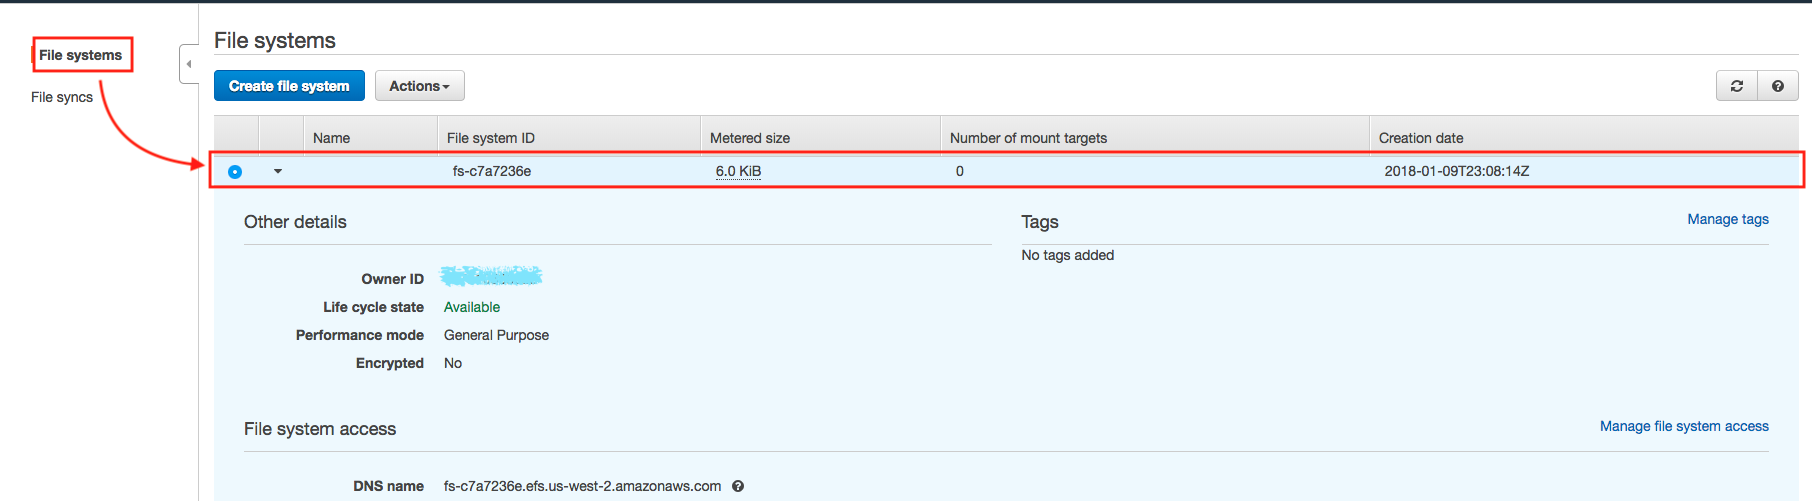 File systems
File syncs
File systems
Create file system Actions
Name File system ID Metered size Number of mount targets Creation date
fs-c7a7236e 6.0 KiB 0 2018-01-09T23:08:14Z
Other details Tags Manage tags
No tags added
Owner ID
Life cycle state Available
Performance mode General Purpose
Encrypted No
File system access Manage file system access
DNS name fs-c7a7236e.efs.us-west-2.amazonaws.com